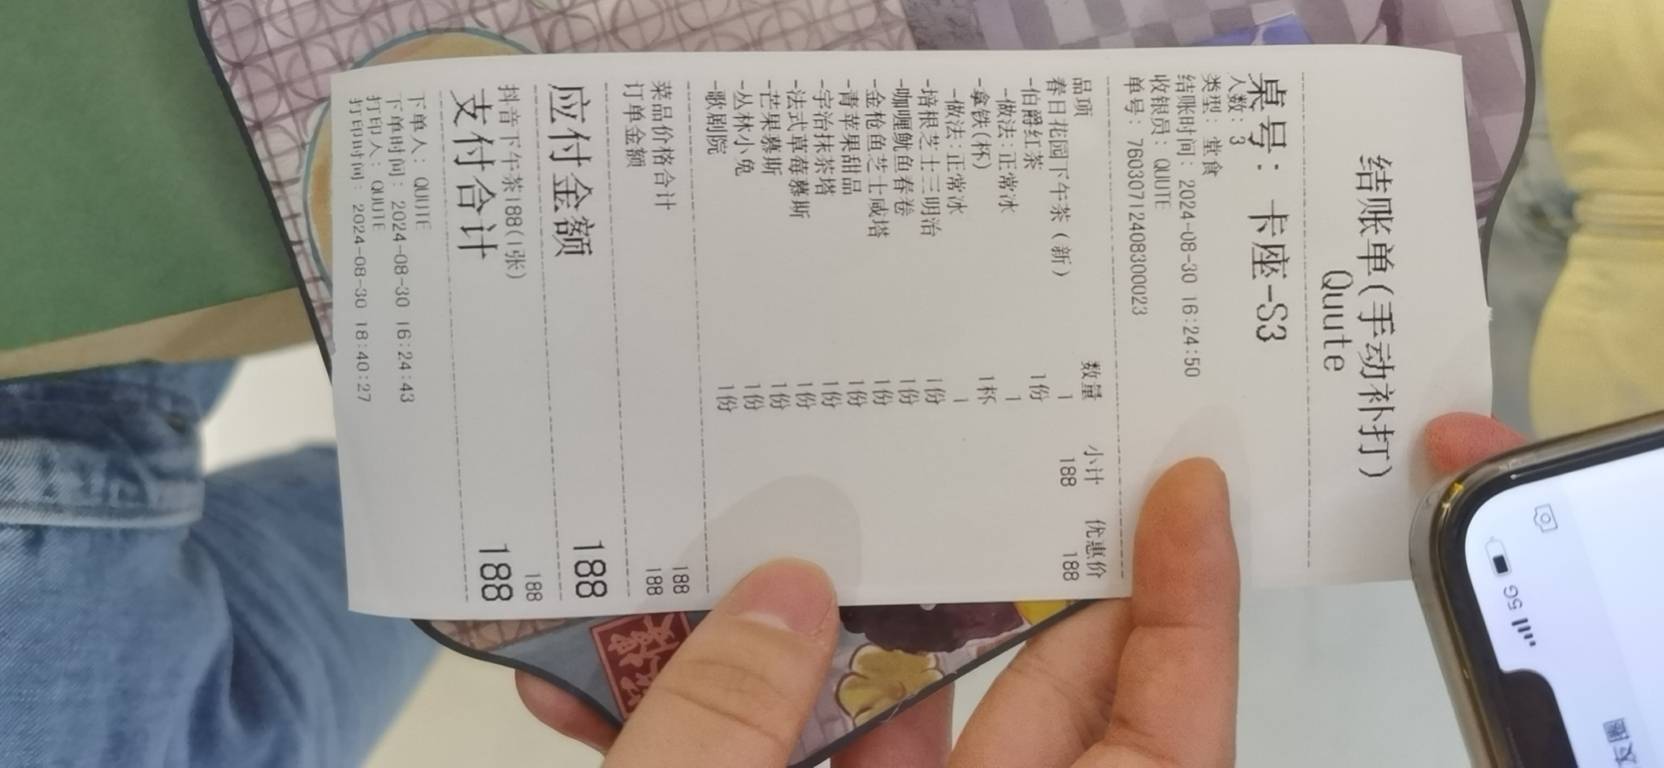 结账单(手动补打)
Quute
桌号: 卡座-S3
人数: 3
类型: 堂食
结账时间: 2024-08-30 16:24:50
收银员: QUUTE
单号: 760307124083000​23
品项 数量 小计 优惠价
春日花园下午茶(新) 1 188 188
-伯爵红茶 1份
-做法:正常冰 1
-拿铁(杯) 1杯
-做法:正常冰 1
-培根芝士三明治 1份
-咖喱鱿鱼春卷 1份
-金枪鱼芝士咸塔 1份
-青苹果甜品 1份
-宇治抹茶塔 1份
-法式草莓慕斯 1份
-芒果慕斯 1份
-丛林小兔 1份
-歌剧院 1份
菜品价格合计 188
订单金额 188
应付金额 188
抖音下午茶188(1张) 188
支付合计 188
下单人: QUUTE
下单时间: 2024-08-30 16:24:43
打印人: QUUTE
打印时间: 2024-08-30 18:40:27
5G